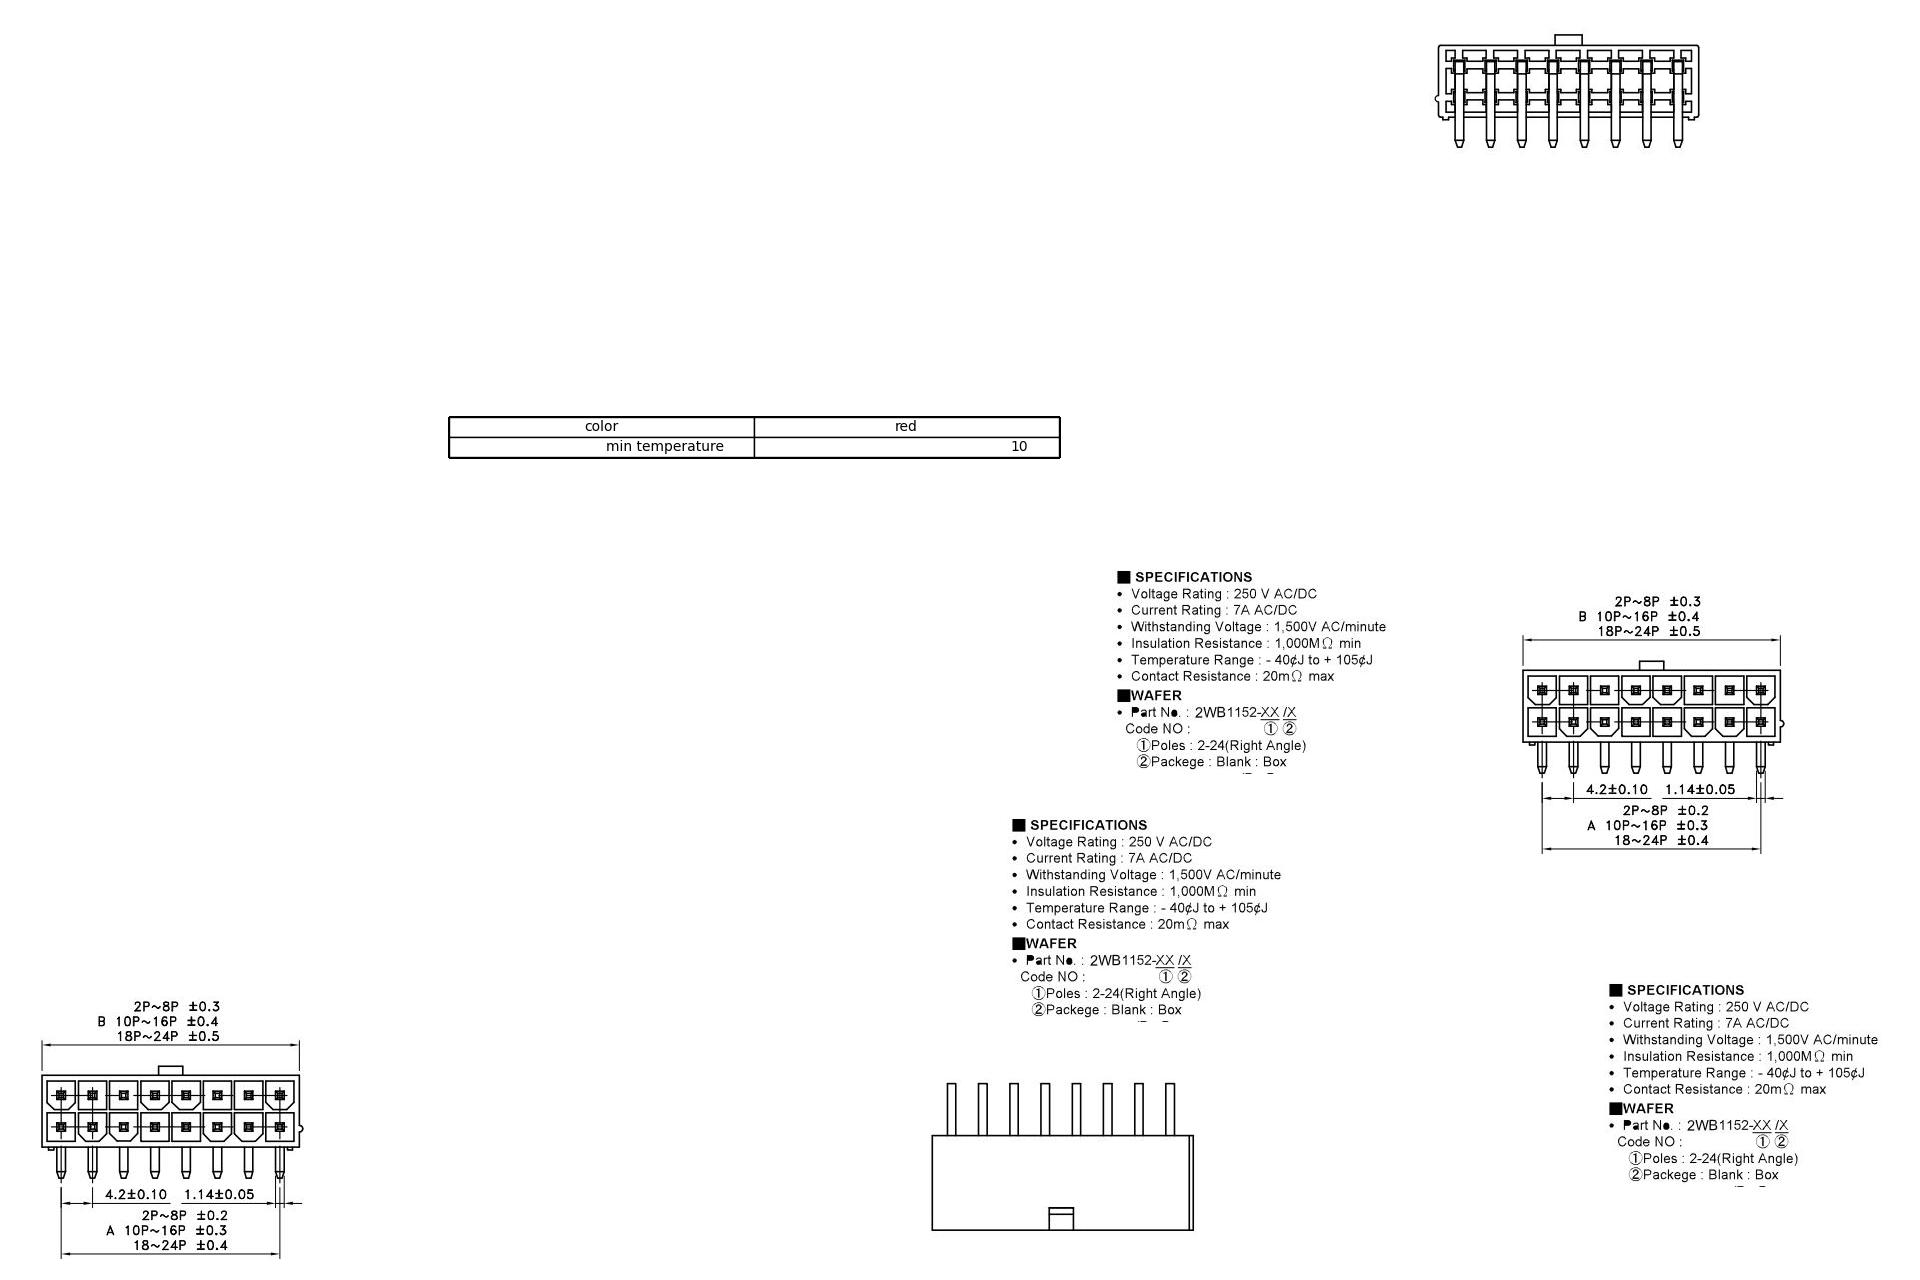 color red
min temperature 10
■ SPECIFICATIONS
• Voltage Rating : 250 V AC/DC
• Current Rating : 7A AC/DC
• Withstanding Voltage : 1,500V AC/minute
• Insulation Resistance : 1,000MΩ min
• Temperature Range : - 40¢J to + 105¢J
• Contact Resistance : 20mΩ max
■WAFER
• Part No. : 2WB1152-XX /X
Code NO : ① ②
①Poles : 2-24(Right Angle)
②Packege : Blank : Box
2P~8P ±0.3
B 10P~16P ±0.4
18P~24P ±0.5
4.2±0.10 1.14±0.05
2P~8P ±0.2
A 10P~16P ±0.3
18~24P ±0.4
■ SPECIFICATIONS
• Voltage Rating : 250 V AC/DC
• Current Rating : 7A AC/DC
• Withstanding Voltage : 1,500V AC/minute
• Insulation Resistance : 1,000MΩ min
• Temperature Range : - 40¢J to + 105¢J
• Contact Resistance : 20mΩ max
■WAFER
• Part No. : 2WB1152-XX /X
Code NO : ① ②
①Poles : 2-24(Right Angle)
②Packege : Blank : Box
2P~8P ±0.3
B 10P~16P ±0.4
18P~24P ±0.5
4.2±0.10 1.14±0.05
2P~8P ±0.2
A 10P~16P ±0.3
18~24P ±0.4
■ SPECIFICATIONS
• Voltage Rating : 250 V AC/DC
• Current Rating : 7A AC/DC
• Withstanding Voltage : 1,500V AC/minute
• Insulation Resistance : 1,000MΩ min
• Temperature Range : - 40¢J to + 105¢J
• Contact Resistance : 20mΩ max
■WAFER
• Part No. : 2WB1152-XX /X
Code NO : ① ②
①Poles : 2-24(Right Angle)
②Packege : Blank : Box